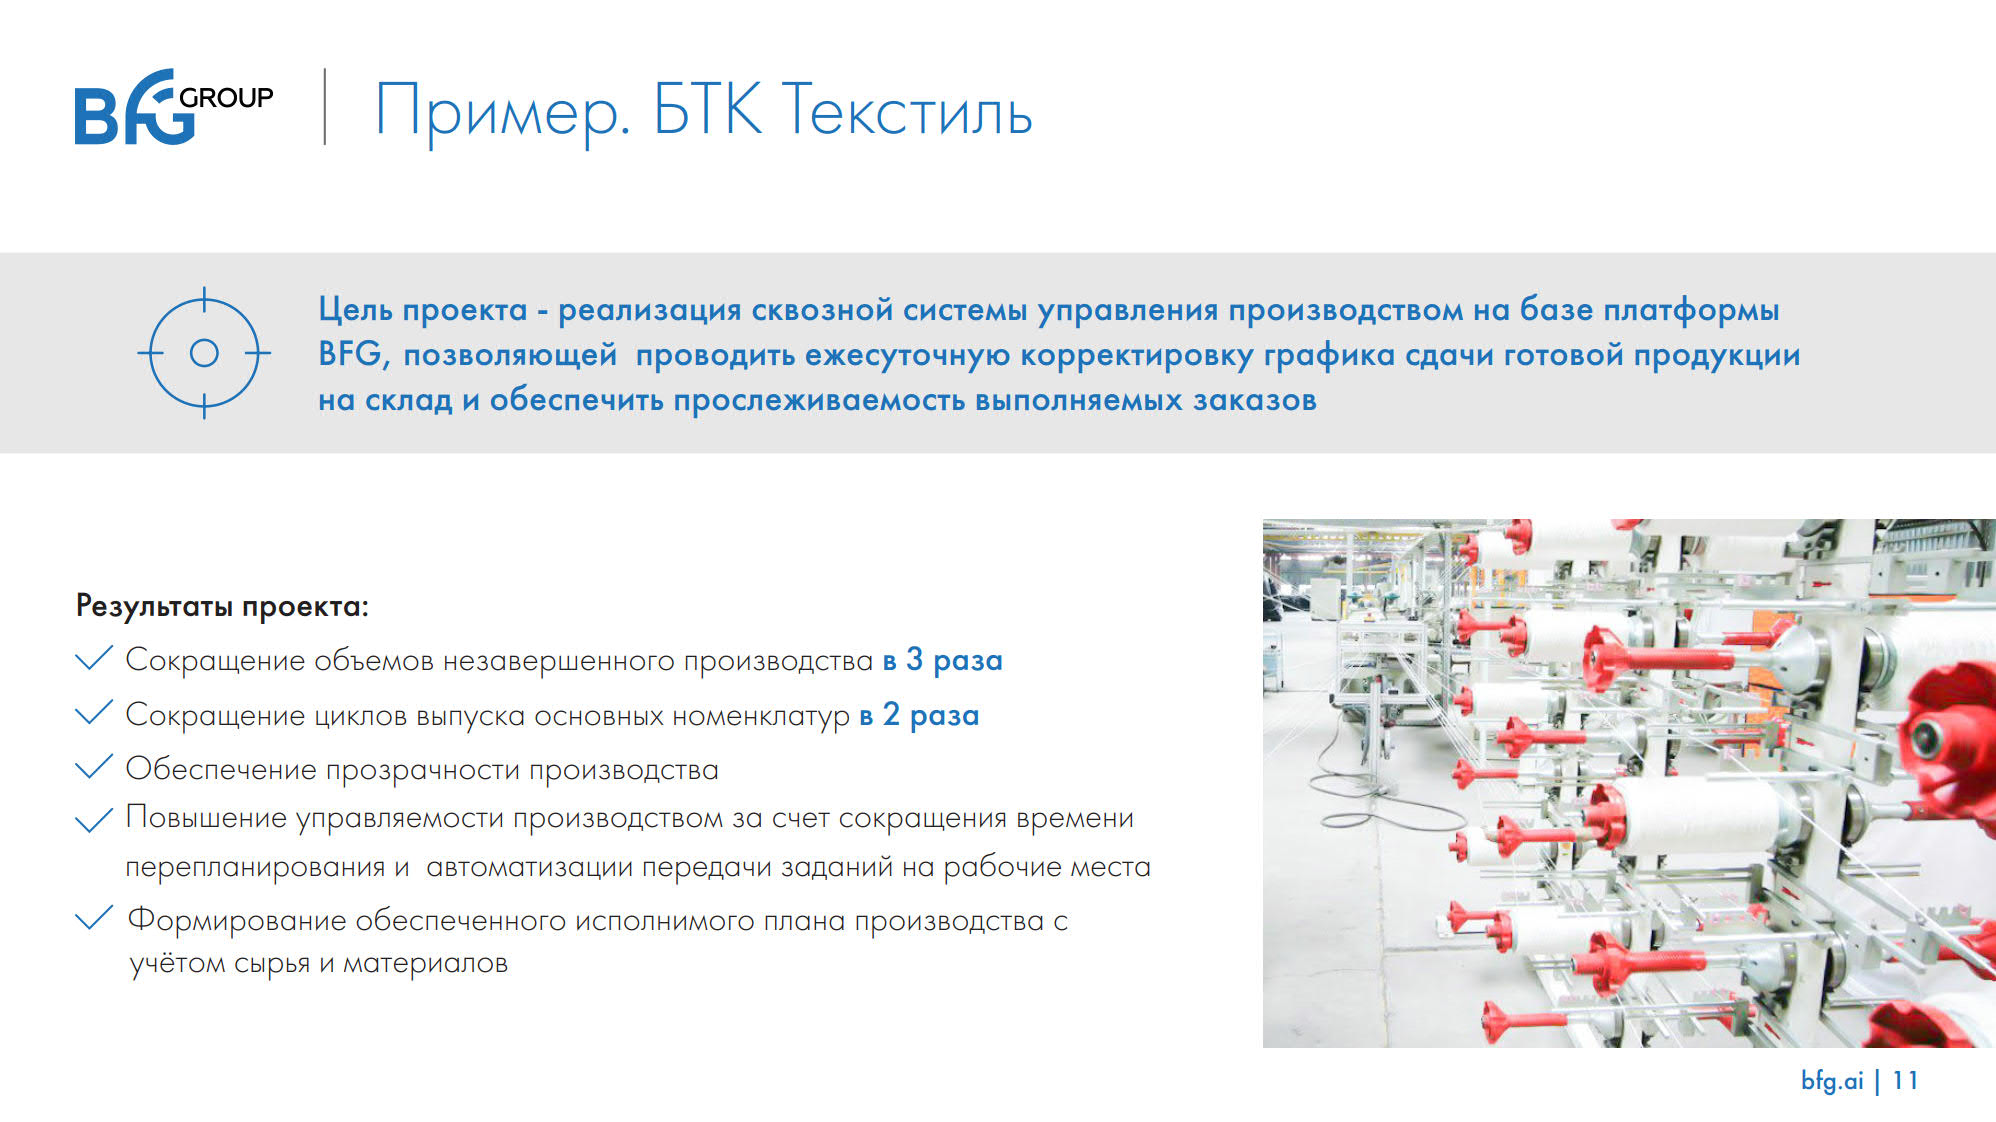 BFG GROUP
Пример. БТК Текстиль
Цель проекта - реализация сквозной системы управления производством на базе платформы
BFG, позволяющей проводить ежесуточную корректировку графика сдачи готовой продукции
на склад и обеспечить прослеживаемость выполняемых заказов
Результаты проекта:
Сокращение объемов незавершенного производства в 3 раза
Сокращение циклов выпуска основных номенклатур в 2 раза
Обеспечение прозрачности производства
Повышение управляемости производством за счет сокращения времени
перепланирования и автоматизации передачи заданий на рабочие места
Формирование обеспеченного исполнимого плана производства с
учётом сырья и материалов
bfg.ai | 11